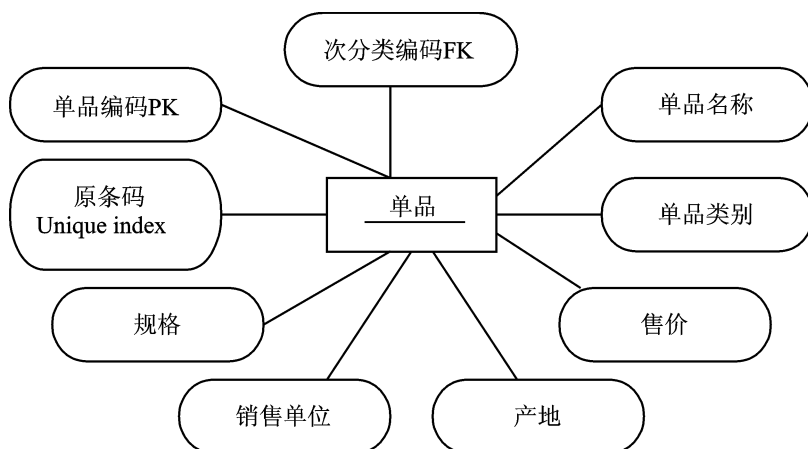 次分类编码FK
单品编码PK
单品名称
原条码
Unique index
单品
单品类别
规格
售价
销售单位
产地